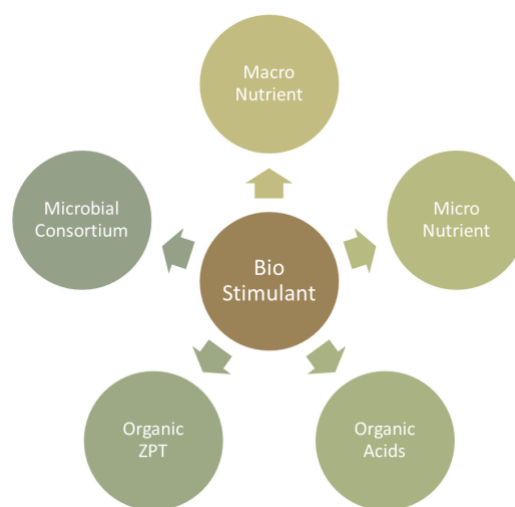 Macro
Nutrient
Microbial
Consortium
Micro
Nutrient
Bio
Stimulant
Organic
ZPT
Organic
Acids